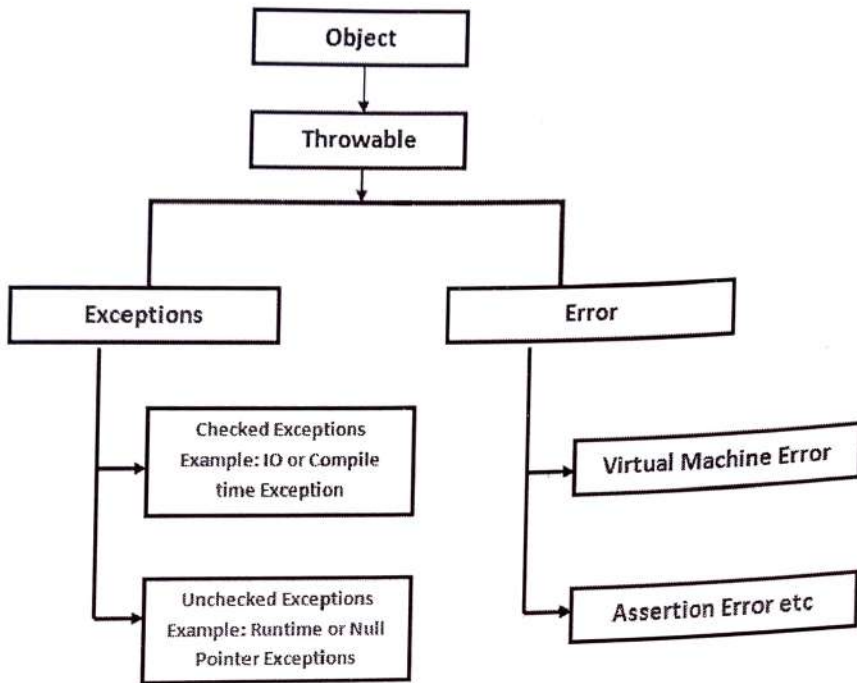 Object
Throwable
Exceptions
Error
Checked Exceptions
Example: IO or Compile
time Exception
Virtual Machine Error
Unchecked Exceptions
Example: Runtime or Null
Pointer Exceptions
Assertion Error etc